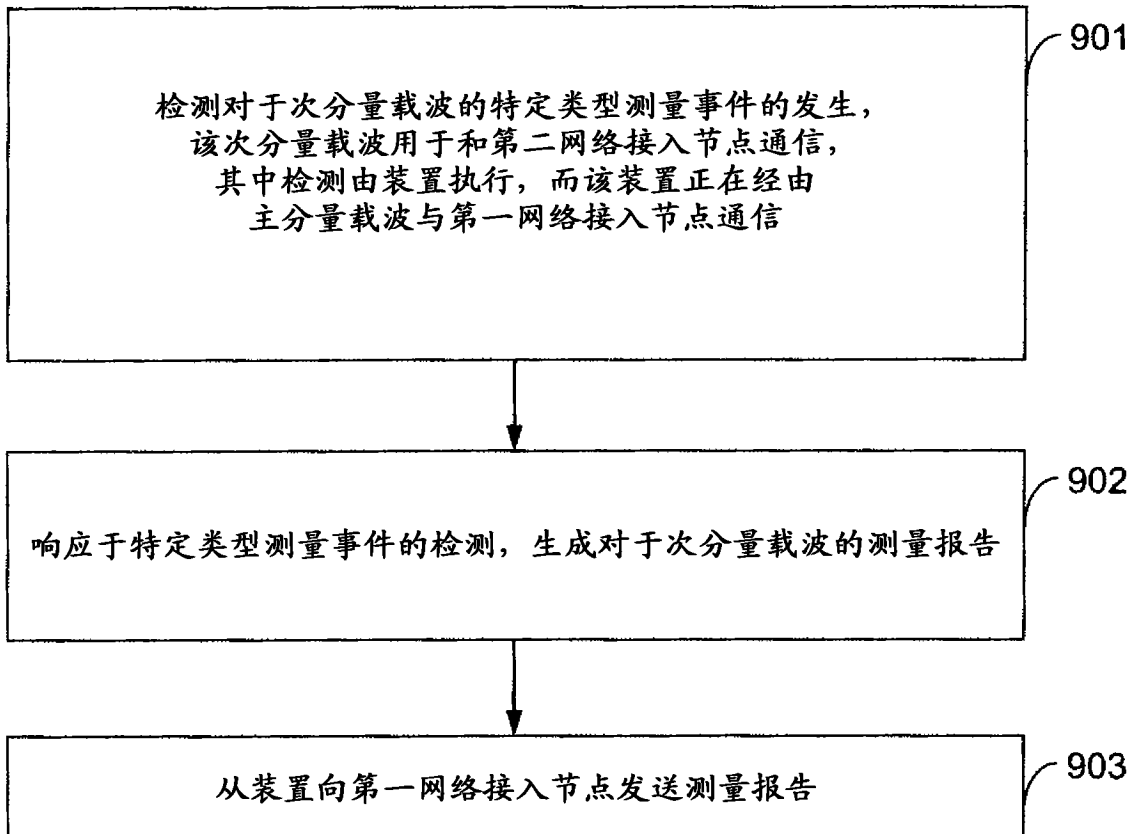 检测对于次分量载波的特定类型测量事件的发生，
该次分量载波用于和第二网络接入节点通信，
其中检测由装置执行，而该装置正在经由
主分量载波与第一网络接入节点通信
901
响应于特定类型测量事件的检测，生成对于次分量载波的测量报告
902
从装置向第一网络接入节点发送测量报告
903